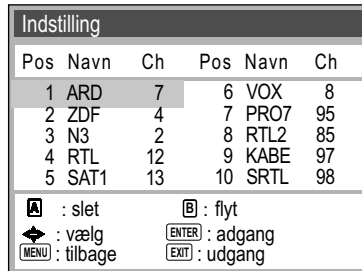 Indstilling
Pos Navn Ch Pos Navn Ch
1 ARD 7 6 VOX 8
2 ZDF 4 7 PRO7 95
3 N3 2 8 RTL2 85
4 RTL 12 9 KABE 97
5 SAT1 13 10 SRTL 98
A : slet B : flyt
: vælg ENTER : adgang
MENU : tilbage EXIT : udgang